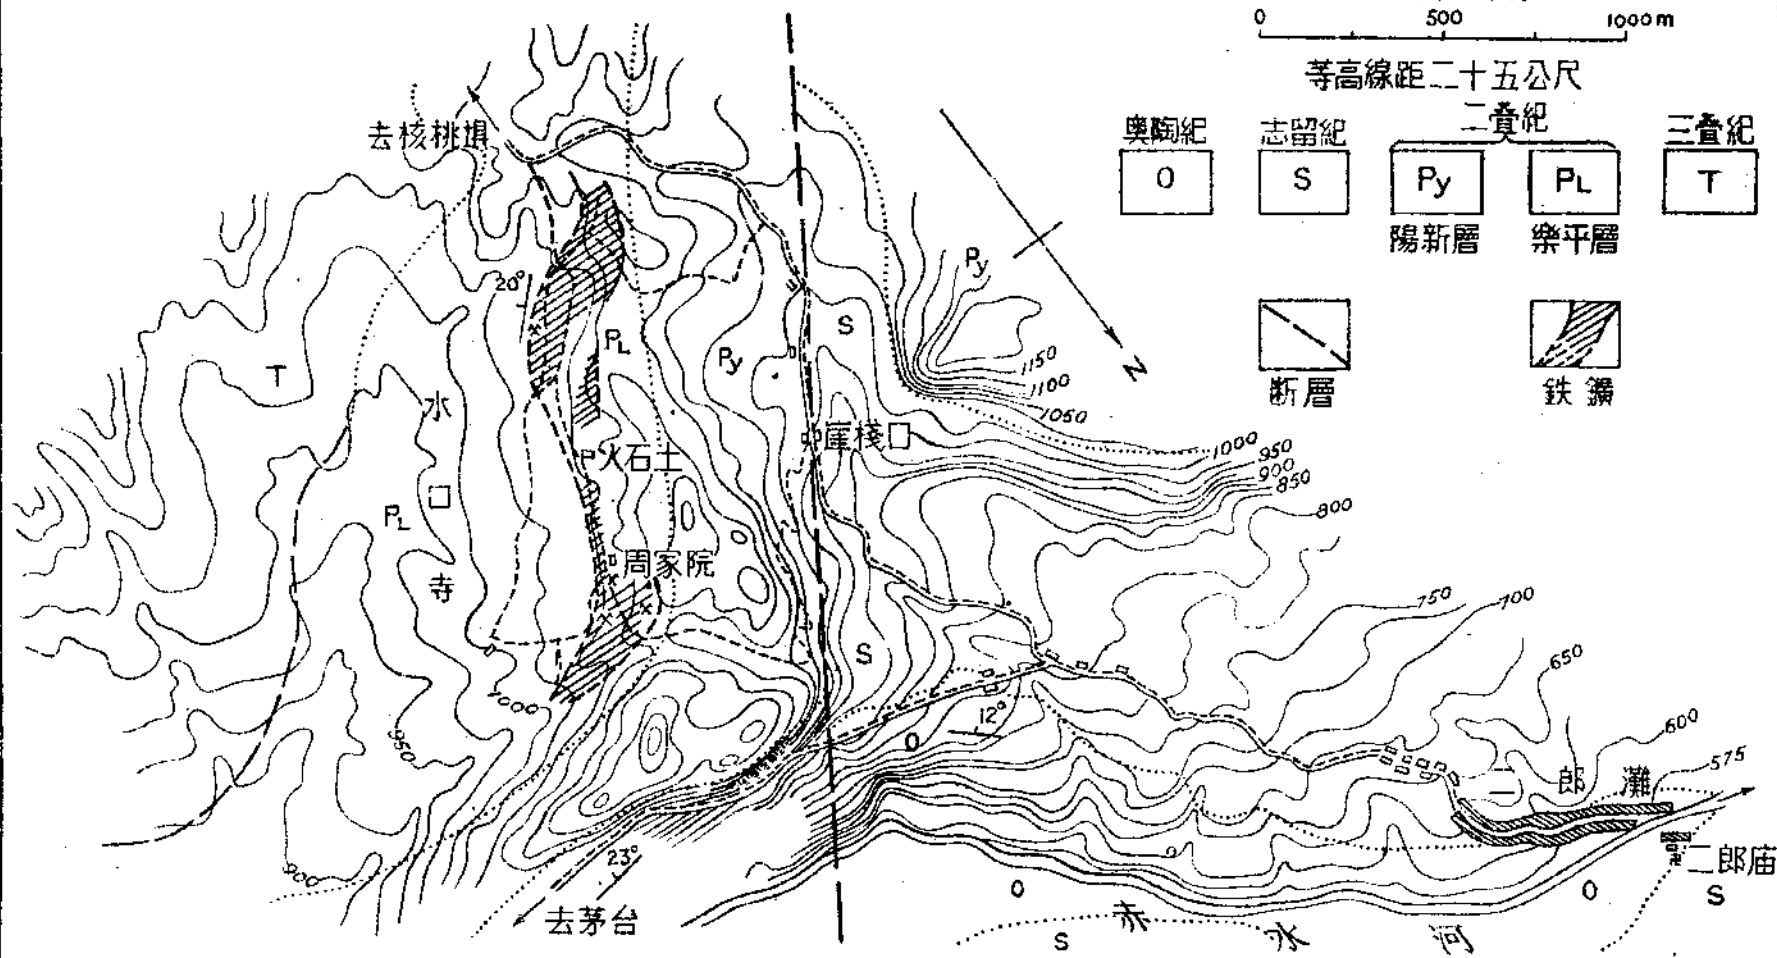 0 500 1000m
等高線距二十五公尺
奧陶紀 志留紀 二叠紀 三叠紀
O S Py PL T
陽新層 樂平層
断層 鉄鑛
去核桃垻
N
Py
20°
PL
Py
S
T
1150
1100
1050
1000
950
900
850
800
750
700
650
600
575
水口寺
崖棧口
火石土
PL
周家院
S
12°
O
1000
950
900
23°
去茅台
二郎灘
二郎庙
O
O
S
S
赤水河